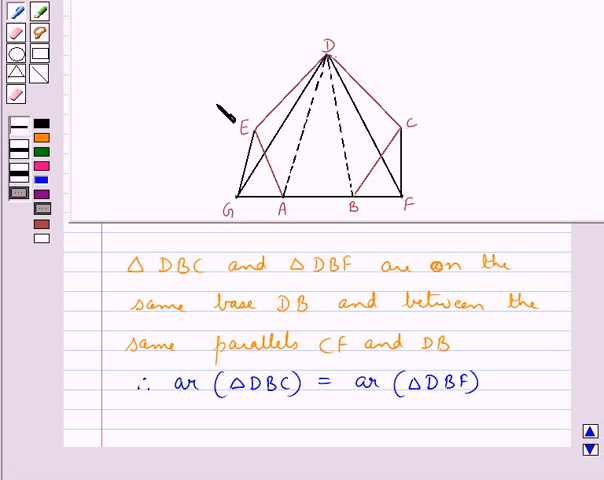 D
E
C
G A B F
△ DBC and △ DBF are on the
same base DB and between the
same parallels CF and DB
∴ ar (△DBC) = ar (△DBF)